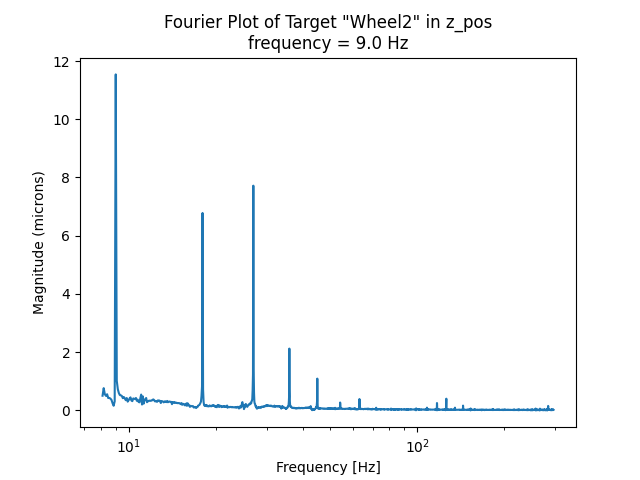 Fourier Plot of Target "Wheel2" in z_pos
frequency = 9.0 Hz
12
10
8
6
4
2
0
Magnitude (microns)
10¹
10²
Frequency [Hz]